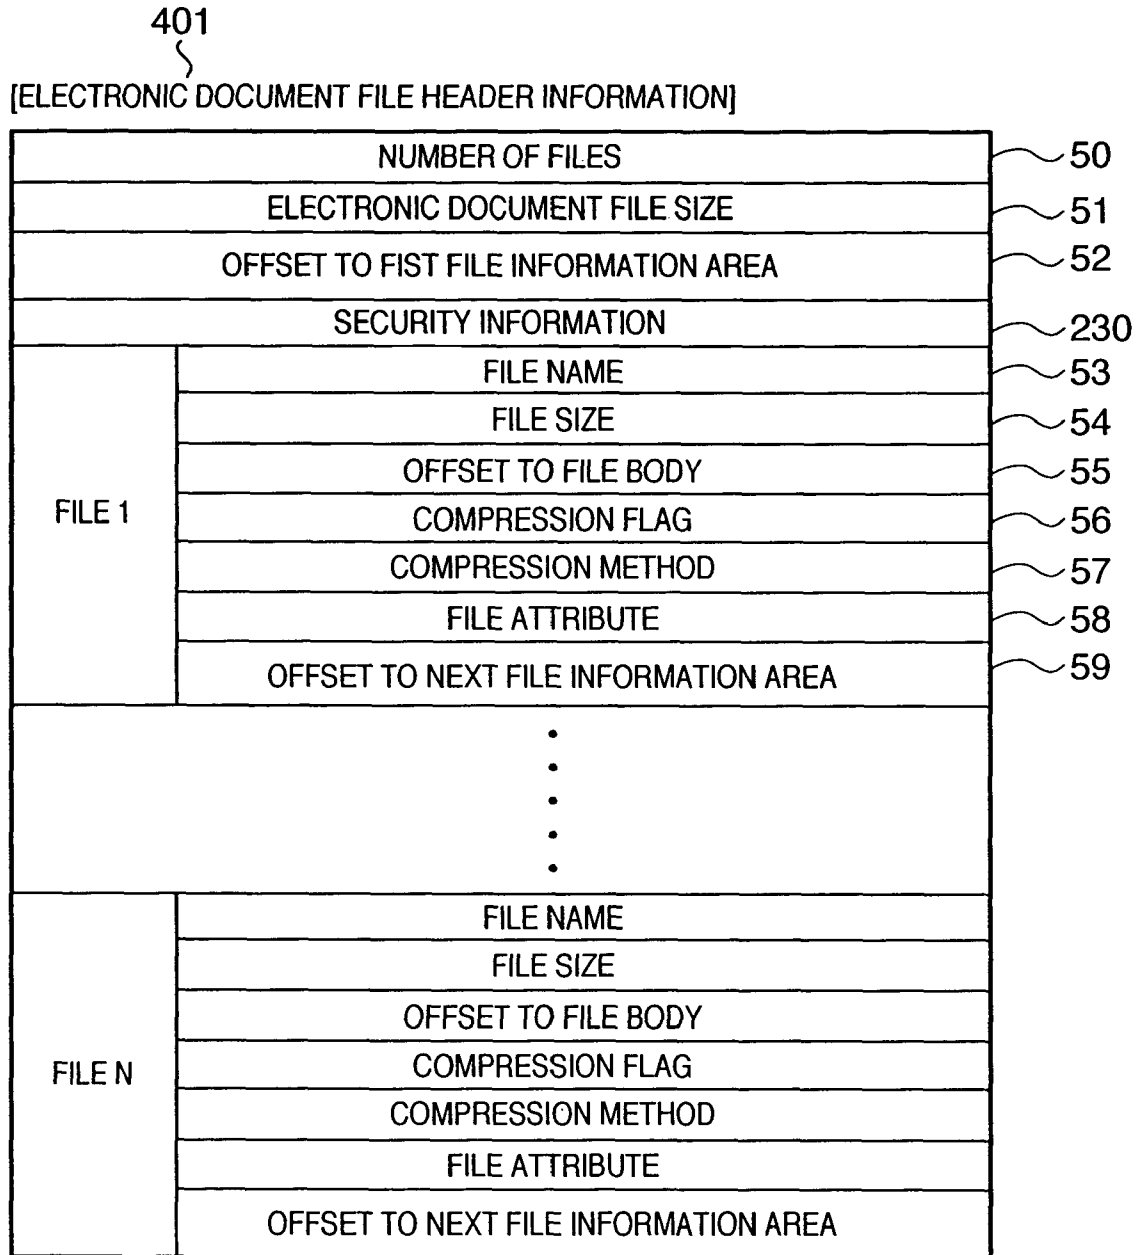 401
[ELECTRONIC DOCUMENT FILE HEADER INFORMATION]
NUMBER OF FILES 50
ELECTRONIC DOCUMENT FILE SIZE 51
OFFSET TO FIST FILE INFORMATION AREA 52
SECURITY INFORMATION 230
FILE 1
FILE NAME 53
FILE SIZE 54
OFFSET TO FILE BODY 55
COMPRESSION FLAG 56
COMPRESSION METHOD 57
FILE ATTRIBUTE 58
OFFSET TO NEXT FILE INFORMATION AREA 59
FILE N
FILE NAME
FILE SIZE
OFFSET TO FILE BODY
COMPRESSION FLAG
COMPRESSION METHOD
FILE ATTRIBUTE
OFFSET TO NEXT FILE INFORMATION AREA